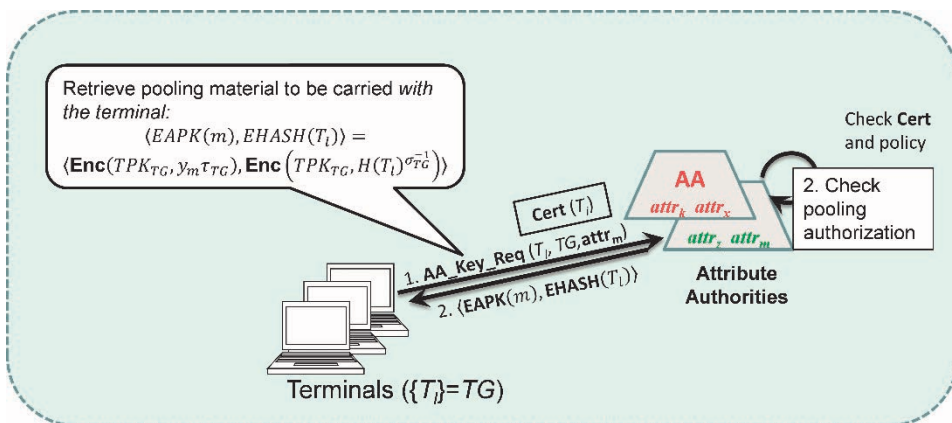 Retrieve pooling material to be carried with
the terminal:
⟨EAPK(m), EHASH(T_l)⟩ =
⟨Enc(TPK_TG, y_m τ_TG), Enc(TPK_TG, H(T_l)^{σ_TG^{-1}})⟩
Check Cert
and policy
AA
attr_k attr_x
2. Check
pooling
authorization
Cert (T_l)
attr_z attr_m
1. AA_Key_Req (T_l, TG, attr_m)
2. ⟨EAPK(m), EHASH(T_l)⟩
Attribute
Authorities
Terminals ({T_l}=TG)